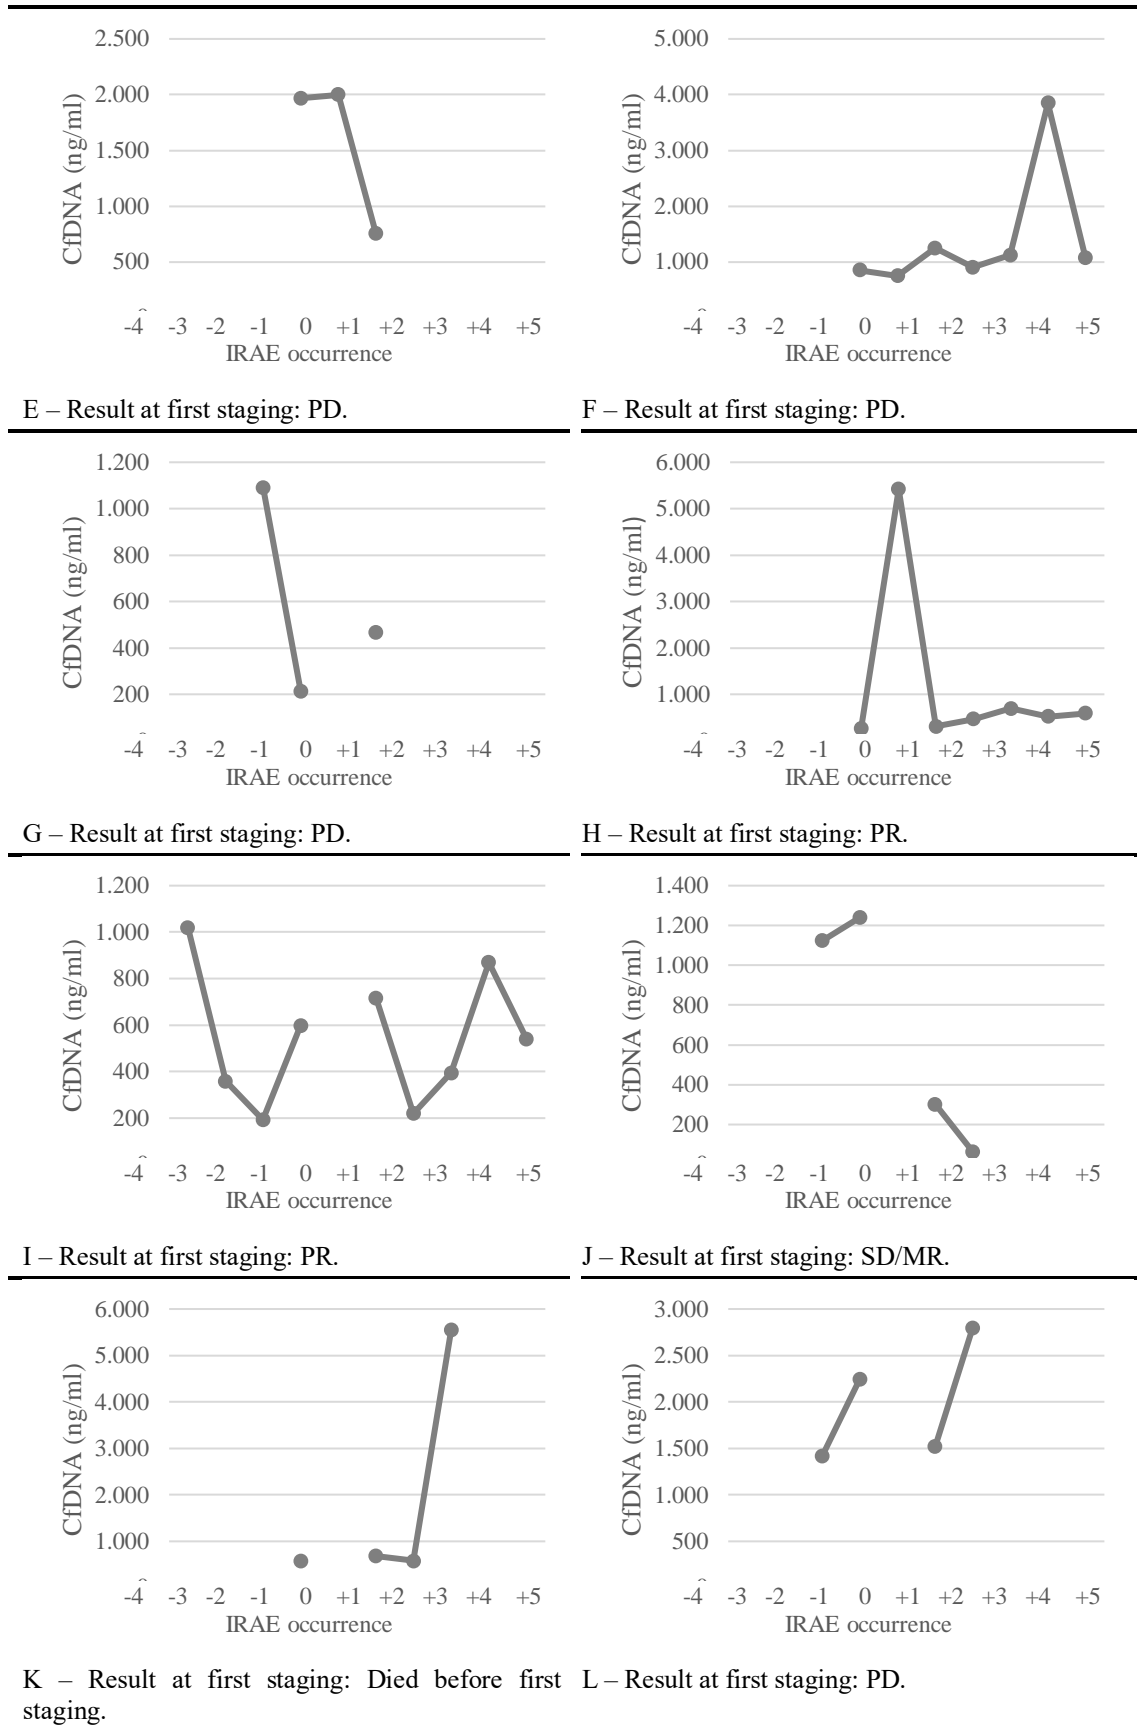 2.500
2.000
1.500
1.000
500
CfDNA (ng/ml)
-4 -3 -2 -1 0 +1 +2 +3 +4 +5
IRAE occurrence
E – Result at first staging: PD.
5.000
4.000
3.000
2.000
1.000
CfDNA (ng/ml)
-4 -3 -2 -1 0 +1 +2 +3 +4 +5
IRAE occurrence
F – Result at first staging: PD.
1.200
1.000
800
600
400
200
CfDNA (ng/ml)
-4 -3 -2 -1 0 +1 +2 +3 +4 +5
IRAE occurrence
G – Result at first staging: PD.
6.000
5.000
4.000
3.000
2.000
1.000
CfDNA (ng/ml)
-4 -3 -2 -1 0 +1 +2 +3 +4 +5
IRAE occurrence
H – Result at first staging: PR.
1.200
1.000
800
600
400
200
CfDNA (ng/ml)
-4 -3 -2 -1 0 +1 +2 +3 +4 +5
IRAE occurrence
I – Result at first staging: PR.
1.400
1.200
1.000
800
600
400
200
CfDNA (ng/ml)
-4 -3 -2 -1 0 +1 +2 +3 +4 +5
IRAE occurrence
J – Result at first staging: SD/MR.
6.000
5.000
4.000
3.000
2.000
1.000
CfDNA (ng/ml)
-4 -3 -2 -1 0 +1 +2 +3 +4 +5
IRAE occurrence
K – Result at first staging: Died before first
staging.
3.000
2.500
2.000
1.500
1.000
500
CfDNA (ng/ml)
-4 -3 -2 -1 0 +1 +2 +3 +4 +5
IRAE occurrence
L – Result at first staging: PD.